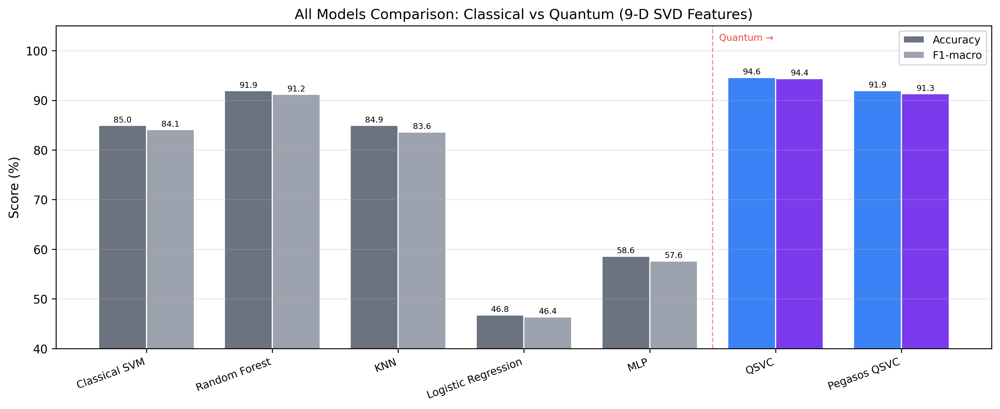 All Models Comparison: Classical vs Quantum (9-D SVD Features)
Quantum →
Accuracy
F1-macro
Score (%)
100
90
80
70
60
50
40
85.0
84.1
91.9
91.2
84.9
83.6
46.8
46.4
58.6
57.6
94.6
94.4
91.9
91.3
Classical SVM
Random Forest
KNN
Logistic Regression
MLP
QSVC
Pegasos QSVC